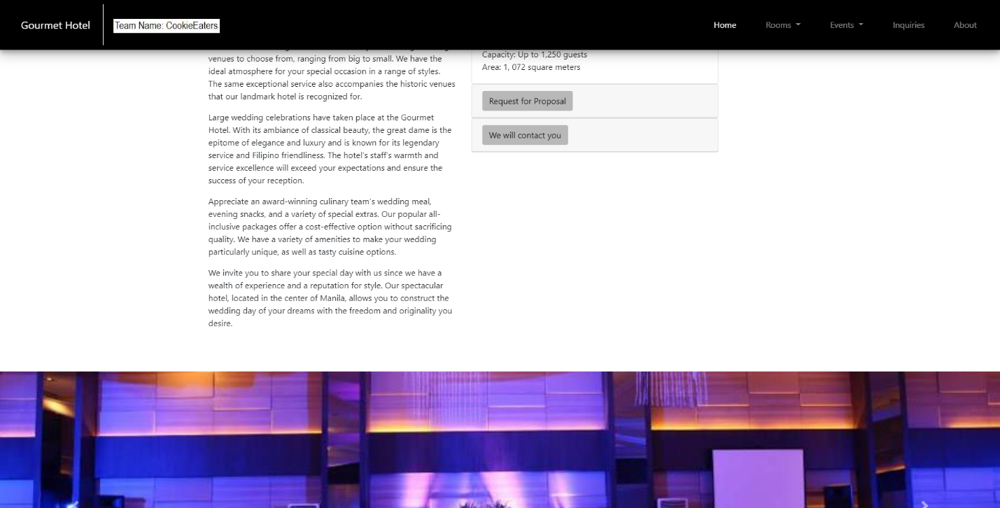 Gourmet Hotel
Team Name: CookieEaters
Home
Rooms
Events
Inquiries
About
venues to choose from, ranging from big to small. We have the
ideal atmosphere for your special occasion in a range of styles.
The same exceptional service also accompanies the historic venues
that our landmark hotel is recognized for.
Large wedding celebrations have taken place at the Gourmet
Hotel. With its ambiance of classical beauty, the great dame is the
epitome of elegance and luxury and is known for its legendary
service and Filipino friendliness. The hotel's staff's warmth and
service excellence will exceed your expectations and ensure the
success of your reception.
Appreciate an award-winning culinary team's wedding meal,
evening snacks, and a variety of special extras. Our popular all-
inclusive packages offer a cost-effective option without sacrificing
quality. We have a variety of amenities to make your wedding
particularly unique, as well as tasty cuisine options.
We invite you to share your special day with us since we have a
wealth of experience and a reputation for style. Our spectacular
hotel, located in the center of Manila, allows you to construct the
wedding day of your dreams with the freedom and originality you
desire.
Capacity: Up to 1,250 guests
Area: 1, 072 square meters
Request for Proposal
We will contact you